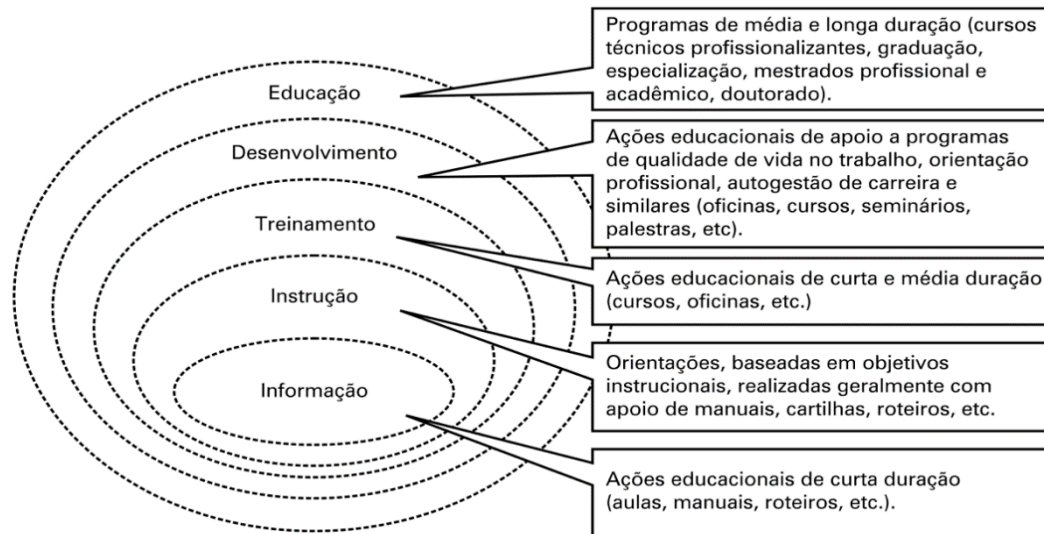 Educação
Programas de média e longa duração (cursos
técnicos profissionalizantes, graduação,
especialização, mestrados profissional e
acadêmico, doutorado).
Desenvolvimento
Ações educacionais de apoio a programas
de qualidade de vida no trabalho, orientação
profissional, autogestão de carreira e
similares (oficinas, cursos, seminários,
palestras, etc).
Treinamento
Ações educacionais de curta e média duração
(cursos, oficinas, etc.)
Instrução
Orientações, baseadas em objetivos
instrucionais, realizadas geralmente com
apoio de manuais, cartilhas, roteiros, etc.
Informação
Ações educacionais de curta duração
(aulas, manuais, roteiros, etc.).